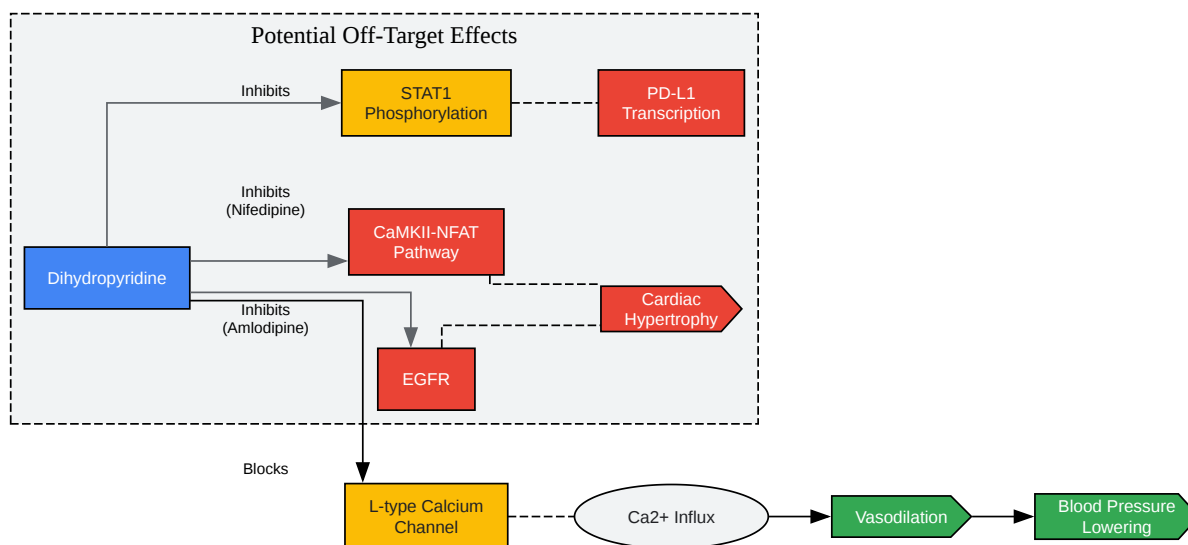 Potential Off-Target Effects
Inhibits
STAT1
Phosphorylation
PD-L1
Transcription
Inhibits
(Nifedipine)
CaMKII-NFAT
Pathway
Dihydropyridine
Cardiac
Hypertrophy
Inhibits
(Amlodipine)
EGFR
Blocks
L-type Calcium
Channel
Ca2+ Influx
Vasodilation
Blood Pressure
Lowering